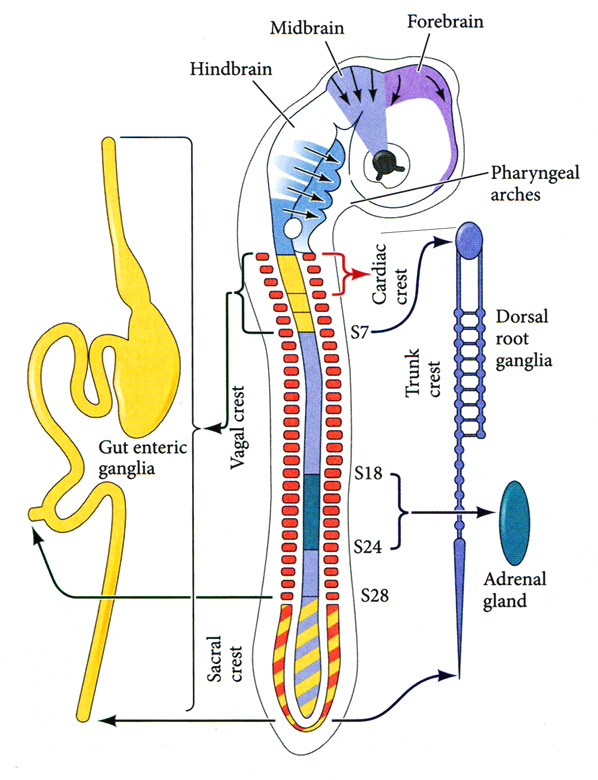 Forebrain
Midbrain
Hindbrain
Pharyngeal
arches
Cardiac
crest
S7
Dorsal
root
ganglia
Trunk
crest
Vagal crest
Gut enteric
ganglia
S18
S24
Adrenal
gland
S28
Sacral
crest